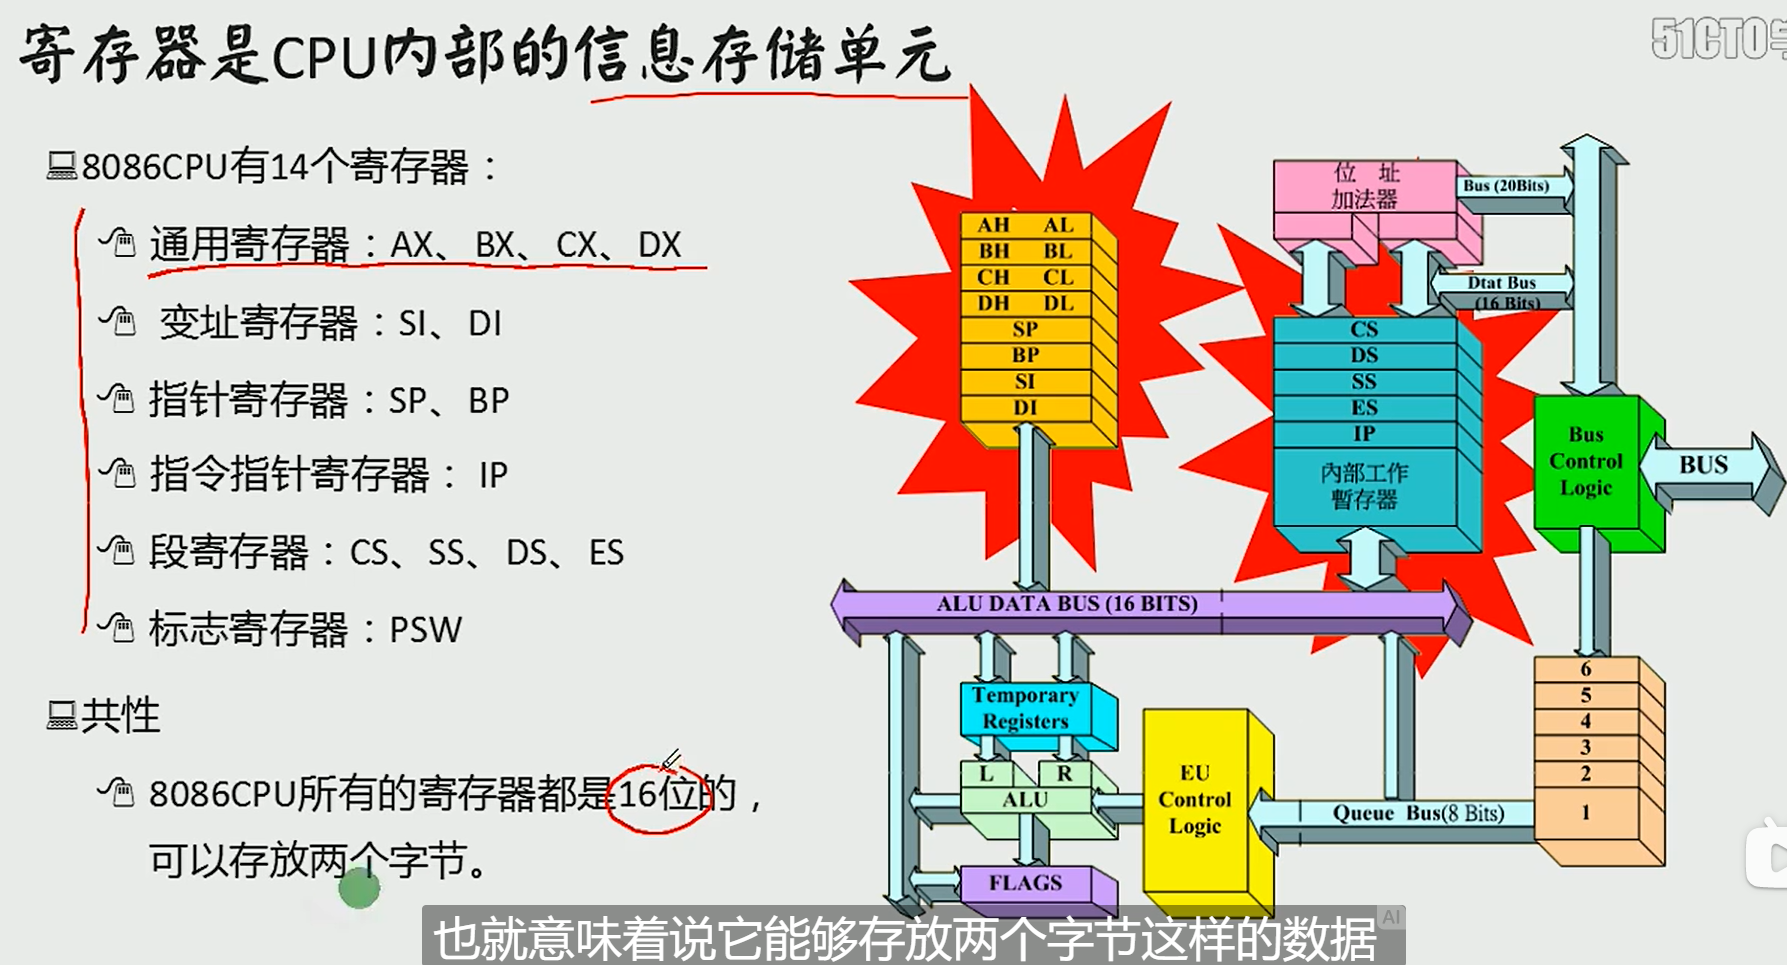 寄存器是CPU内部的信息存储单元
51CTO学
8086CPU有14个寄存器：
通用寄存器：AX、BX、CX、DX
变址寄存器：SI、DI
指针寄存器：SP、BP
指令指针寄存器： IP
段寄存器：CS、SS、DS、ES
标志寄存器：PSW
共性
8086CPU所有的寄存器都是16位的，
可以存放两个字节。
AH AL
BH BL
CH CL
DH DL
SP
BP
SI
DI
位 址
加法器
Bus (20Bits)
Dtat Bus
(16 Bits)
CS
DS
SS
ES
IP
內部工作
暫存器
Bus
Control
Logic
BUS
ALU DATA BUS (16 BITS)
Temporary
Registers
L R
ALU
FLAGS
EU
Control
Logic
Queue Bus(8 Bits)
6
5
4
3
2
1
也就意味着说它能够存放两个字节这样的数据
AI